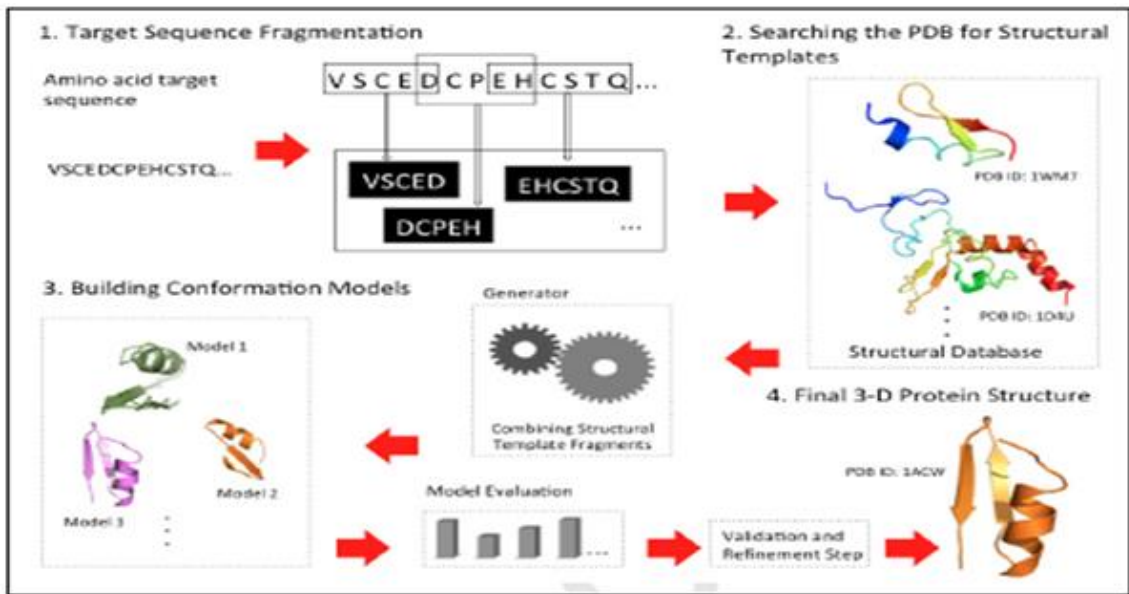 1. Target Sequence Fragmentation
Amino acid target
sequence
VSCEDCPEHCSTQ...
V S C E D C P E H C S T Q ...
VSCED
EHCSTQ
DCPEH
...
2. Searching the PDB for Structural
Templates
PDB ID: 1WM7
PDB ID: 1D4U
Structural Database
3. Building Conformation Models
Model 1
Model 2
Model 3
Generator
Combining Structural
Template Fragments
Model Evaluation
...
Validation and
Refinement Step
4. Final 3-D Protein Structure
PDB ID: 1ACW